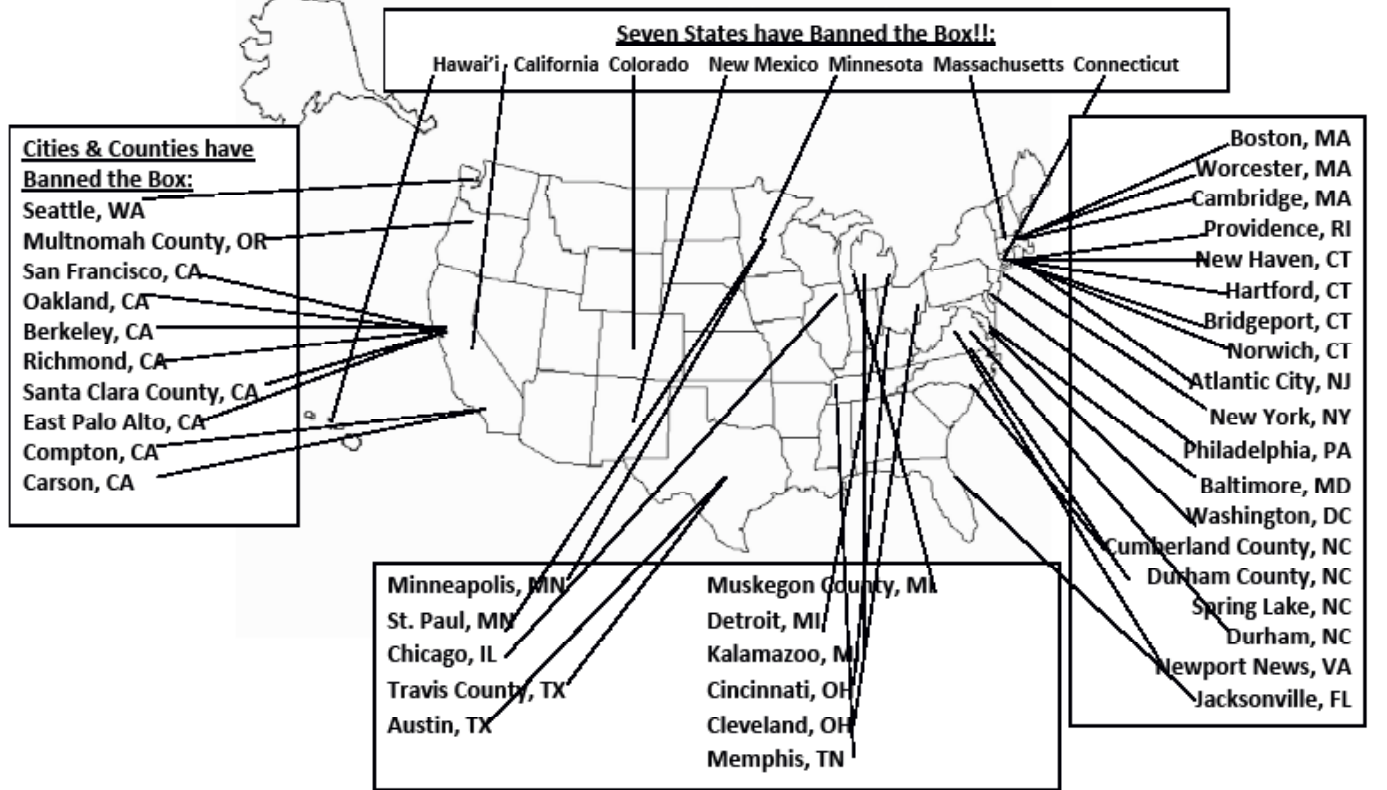 Seven States have Banned the Box!!:
Hawai'i California Colorado New Mexico Minnesota Massachusetts Connecticut
Cities & Counties have
Banned the Box:
Seattle, WA
Multnomah County, OR
San Francisco, CA
Oakland, CA
Berkeley, CA
Richmond, CA
Santa Clara County, CA
East Palo Alto, CA
Compton, CA
Carson, CA
Minneapolis, MN
St. Paul, MN
Chicago, IL
Travis County, TX
Austin, TX
Muskegon County, MI
Detroit, MI
Kalamazoo, MI
Cincinnati, OH
Cleveland, OH
Memphis, TN
Boston, MA
Worcester, MA
Cambridge, MA
Providence, RI
New Haven, CT
Hartford, CT
Bridgeport, CT
Norwich, CT
Atlantic City, NJ
New York, NY
Philadelphia, PA
Baltimore, MD
Washington, DC
Cumberland County, NC
Durham County, NC
Spring Lake, NC
Durham, NC
Newport News, VA
Jacksonville, FL